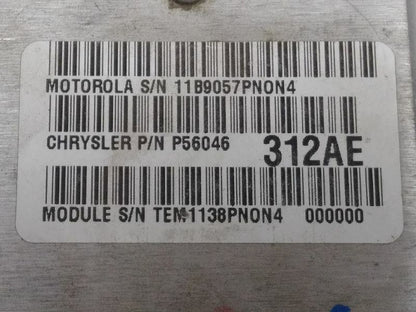 MOTOROLA S/N 11B9057PNON4
CHRYSLER P/N P56046 312AE
MODULE S/N TEM1138PNON4 000000